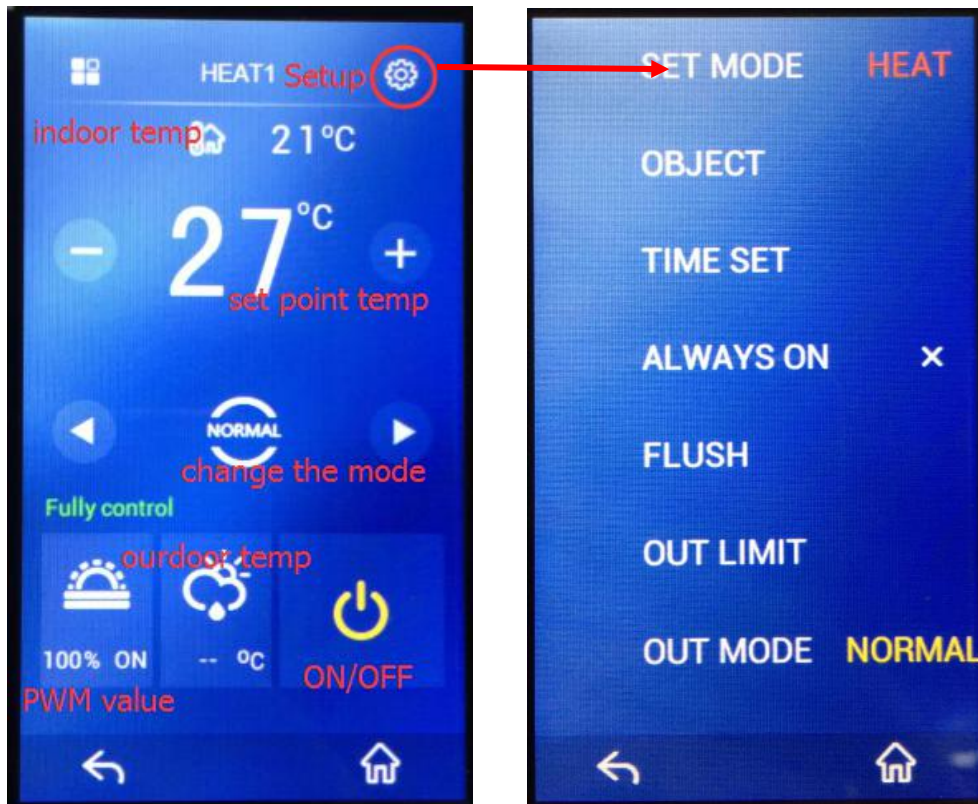 HEAT1 Setup
indoor temp 21°C
27°C
set point temp
NORMAL
change the mode
Fully control
ourdoor temp
100% ON -- °C
ON/OFF
PWM value
SET MODE HEAT
OBJECT
TIME SET
ALWAYS ON ×
FLUSH
OUT LIMIT
OUT MODE NORMAL